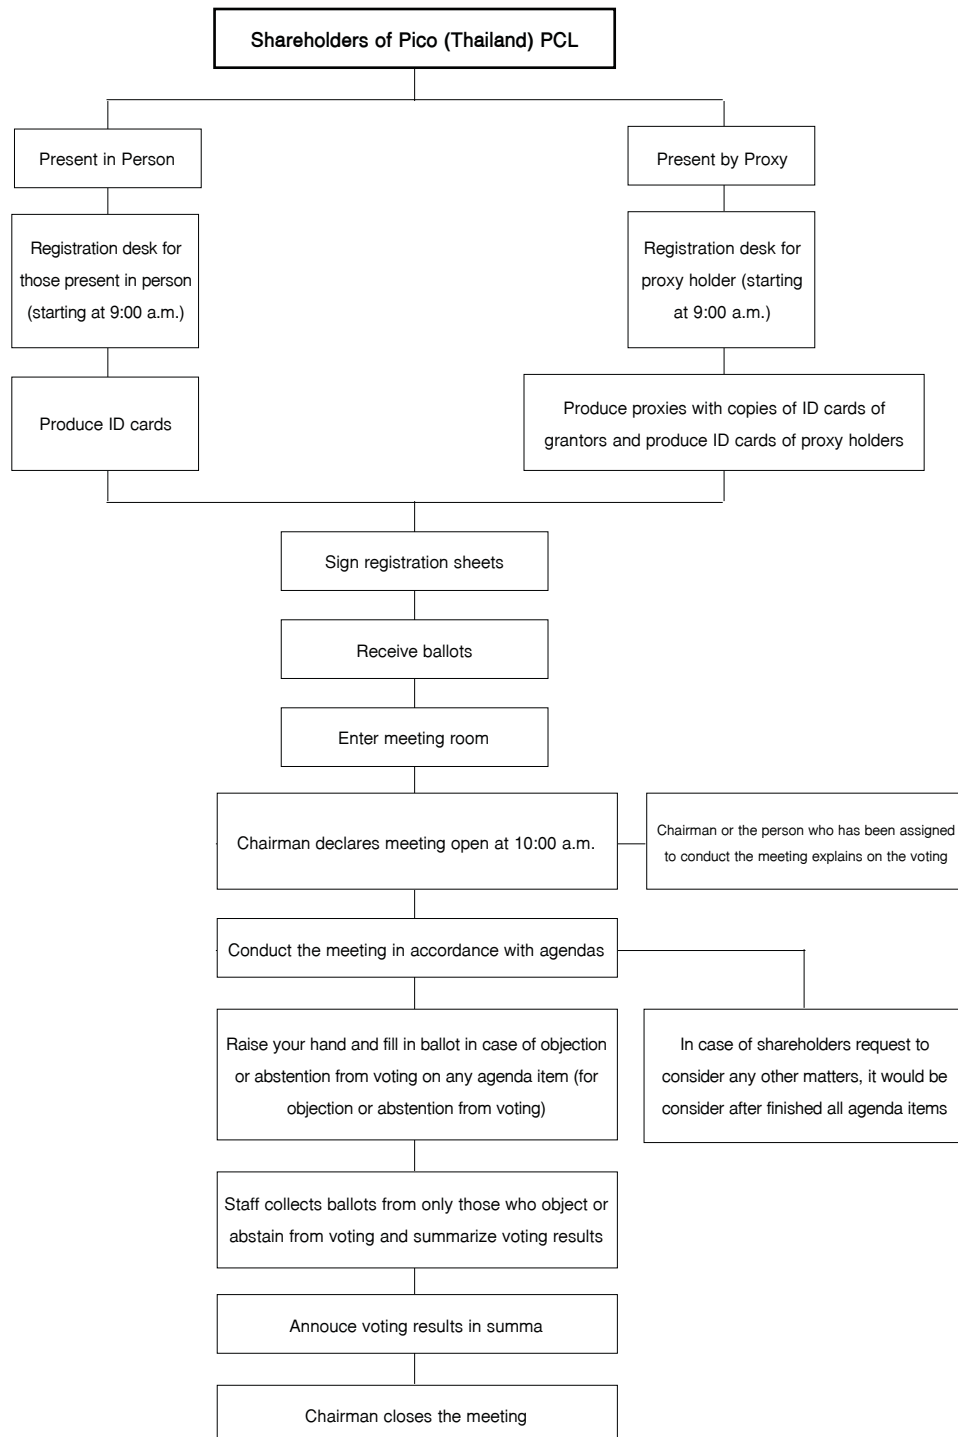 Shareholders of Pico (Thailand) PCL
Present in Person
Present by Proxy
Registration desk for
those present in person
(starting at 9:00 a.m.)
Registration desk for
proxy holder (starting
at 9:00 a.m.)
Produce ID cards
Produce proxies with copies of ID cards of
grantors and produce ID cards of proxy holders
Sign registration sheets
Receive ballots
Enter meeting room
Chairman declares meeting open at 10:00 a.m.
Chairman or the person who has been assigned
to conduct the meeting explains on the voting
Conduct the meeting in accordance with agendas
Raise your hand and fill in ballot in case of objection
or abstention from voting on any agenda item (for
objection or abstention from voting)
In case of shareholders request to
consider any other matters, it would be
consider after finished all agenda items
Staff collects ballots from only those who object or
abstain from voting and summarize voting results
Annouce voting results in summa
Chairman closes the meeting